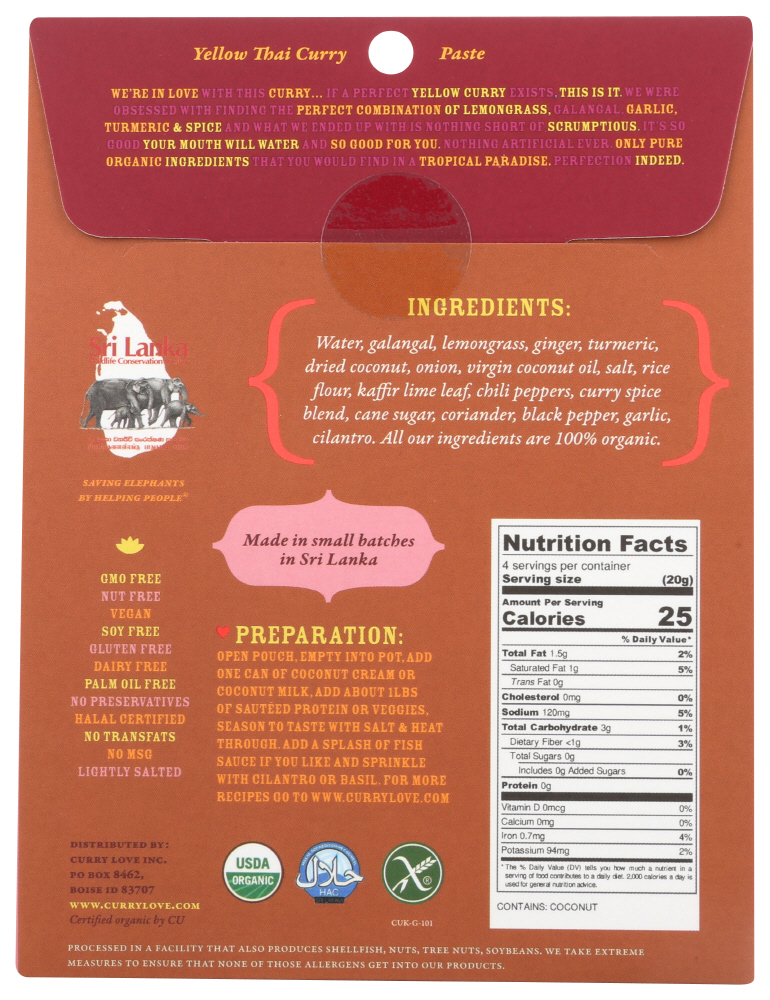 Yellow Thai Curry Paste
WE'RE IN LOVE WITH THIS CURRY... IF A PERFECT YELLOW CURRY EXISTS, THIS IS IT. WE WERE
OBSESSED WITH FINDING THE PERFECT COMBINATION OF LEMONGRASS, GALANGAL, GARLIC,
TURMERIC & SPICE AND WHAT WE ENDED UP WITH IS NOTHING SHORT OF SCRUMPTIOUS. IT'S SO
GOOD YOUR MOUTH WILL WATER AND SO GOOD FOR YOU. NOTHING ARTIFICIAL EVER. ONLY PURE
ORGANIC INGREDIENTS THAT YOU WOULD FIND IN A TROPICAL PARADISE. PERFECTION INDEED.
Sri Lanka
Wildlife Conservation
SAVING ELEPHANTS
BY HELPING PEOPLE®
INGREDIENTS:
Water, galangal, lemongrass, ginger, turmeric,
dried coconut, onion, virgin coconut oil, salt, rice
flour, kaffir lime leaf, chili peppers, curry spice
blend, cane sugar, coriander, black pepper, garlic,
cilantro. All our ingredients are 100% organic.
Made in small batches
in Sri Lanka
GMO FREE
NUT FREE
VEGAN
SOY FREE
GLUTEN FREE
DAIRY FREE
PALM OIL FREE
NO PRESERVATIVES
HALAL CERTIFIED
NO TRANSFATS
NO MSG
LIGHTLY SALTED
PREPARATION:
OPEN POUCH, EMPTY INTO POT, ADD
ONE CAN OF COCONUT CREAM OR
COCONUT MILK, ADD ABOUT 1LBS
OF SAUTÉED PROTEIN OR VEGGIES,
SEASON TO TASTE WITH SALT & HEAT
THROUGH. ADD A SPLASH OF FISH
SAUCE IF YOU LIKE AND SPRINKLE
WITH CILANTRO OR BASIL. FOR MORE
RECIPES GO TO WWW.CURRYLOVE.COM
Nutrition Facts
4 servings per container
Serving size (20g)
Amount Per Serving
Calories 25
% Daily Value*
Total Fat 1.5g 2%
Saturated Fat 1g 5%
Trans Fat 0g
Cholesterol 0mg 0%
Sodium 120mg 5%
Total Carbohydrate 3g 1%
Dietary Fiber <1g 3%
Total Sugars 0g
Includes 0g Added Sugars 0%
Protein 0g
Vitamin D 0mcg 0%
Calcium 0mg 0%
Iron 0.7mg 4%
Potassium 94mg 2%
*The % Daily Value (DV) tells you how much a nutrient in a
serving of food contributes to a daily diet. 2,000 calories a day is
used for general nutrition advice.
CONTAINS: COCONUT
DISTRIBUTED BY:
CURRY LOVE INC.
PO BOX 8462,
BOISE ID 83707
WWW.CURRYLOVE.COM
Certified organic by CU
USDA
ORGANIC
حلال
HAC
CUK-G-101
PROCESSED IN A FACILITY THAT ALSO PRODUCES SHELLFISH, NUTS, TREE NUTS, SOYBEANS. WE TAKE EXTREME
MEASURES TO ENSURE THAT NONE OF THOSE ALLERGENS GET INTO OUR PRODUCTS.